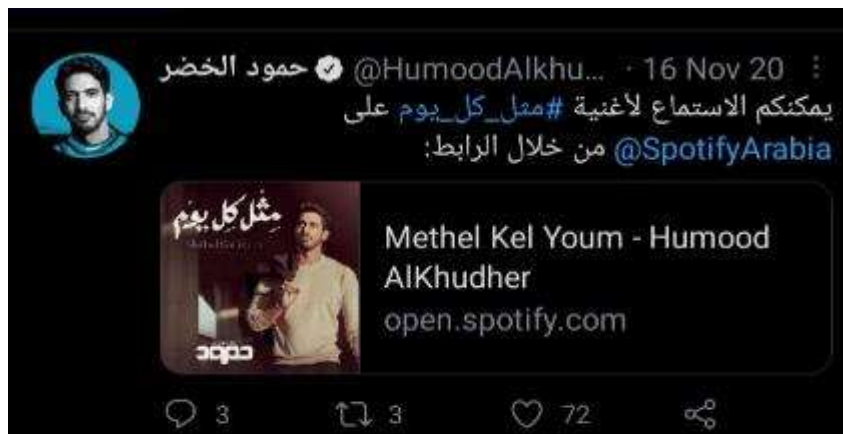 حمود الخضر @HumoodAlkhu... · 16 Nov 20
يمكنكم الاستماع لأغنية #مثل_كل_يوم على
@SpotifyArabia من خلال الرابط:
مثل كل يوم
حمود
Methel Kel Youm - Humood
AlKhudher
open.spotify.com
3 3 72